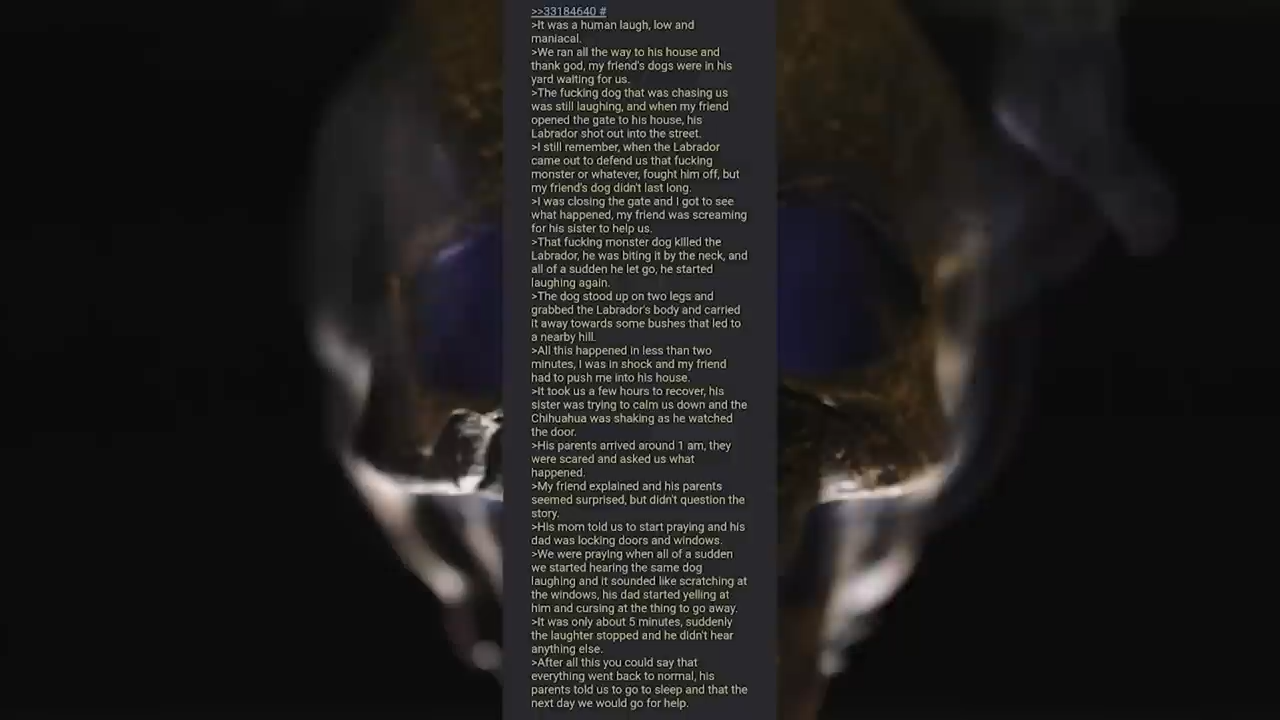 >>33184640 #
>It was a human laugh, low and
maniacal.
>We ran all the way to his house and
thank god, my friend's dogs were in his
yard waiting for us.
>The fucking dog that was chasing us
was still laughing, and when my friend
opened the gate to his house, his
Labrador shot out into the street.
>I still remember, when the Labrador
came out to defend us that fucking
monster or whatever, fought him off, but
my friend's dog didn't last long.
>I was closing the gate and I got to see
what happened, my friend was screaming
for his sister to help us.
>That fucking monster dog killed the
Labrador, he was biting it by the neck, and
all of a sudden he let go, he started
laughing again.
>The dog stood up on two legs and
grabbed the Labrador's body and carried
it away towards some bushes that led to
a nearby hill.
>All this happened in less than two
minutes, I was in shock and my friend
had to push me into his house.
>It took us a few hours to recover, his
sister was trying to calm us down and the
Chihuahua was shaking as he watched
the door.
>His parents arrived around 1 am, they
were scared and asked us what
happened.
>My friend explained and his parents
seemed surprised, but didn't question the
story.
>His mom told us to start praying and his
dad was locking doors and windows.
>We were praying when all of a sudden
we started hearing the same dog
laughing and it sounded like scratching at
the windows, his dad started yelling at
him and cursing at the thing to go away.
>It was only about 5 minutes, suddenly
the laughter stopped and he didn't hear
anything else.
>After all this you could say that
everything went back to normal, his
parents told us to go to sleep and that the
next day we would go for help.